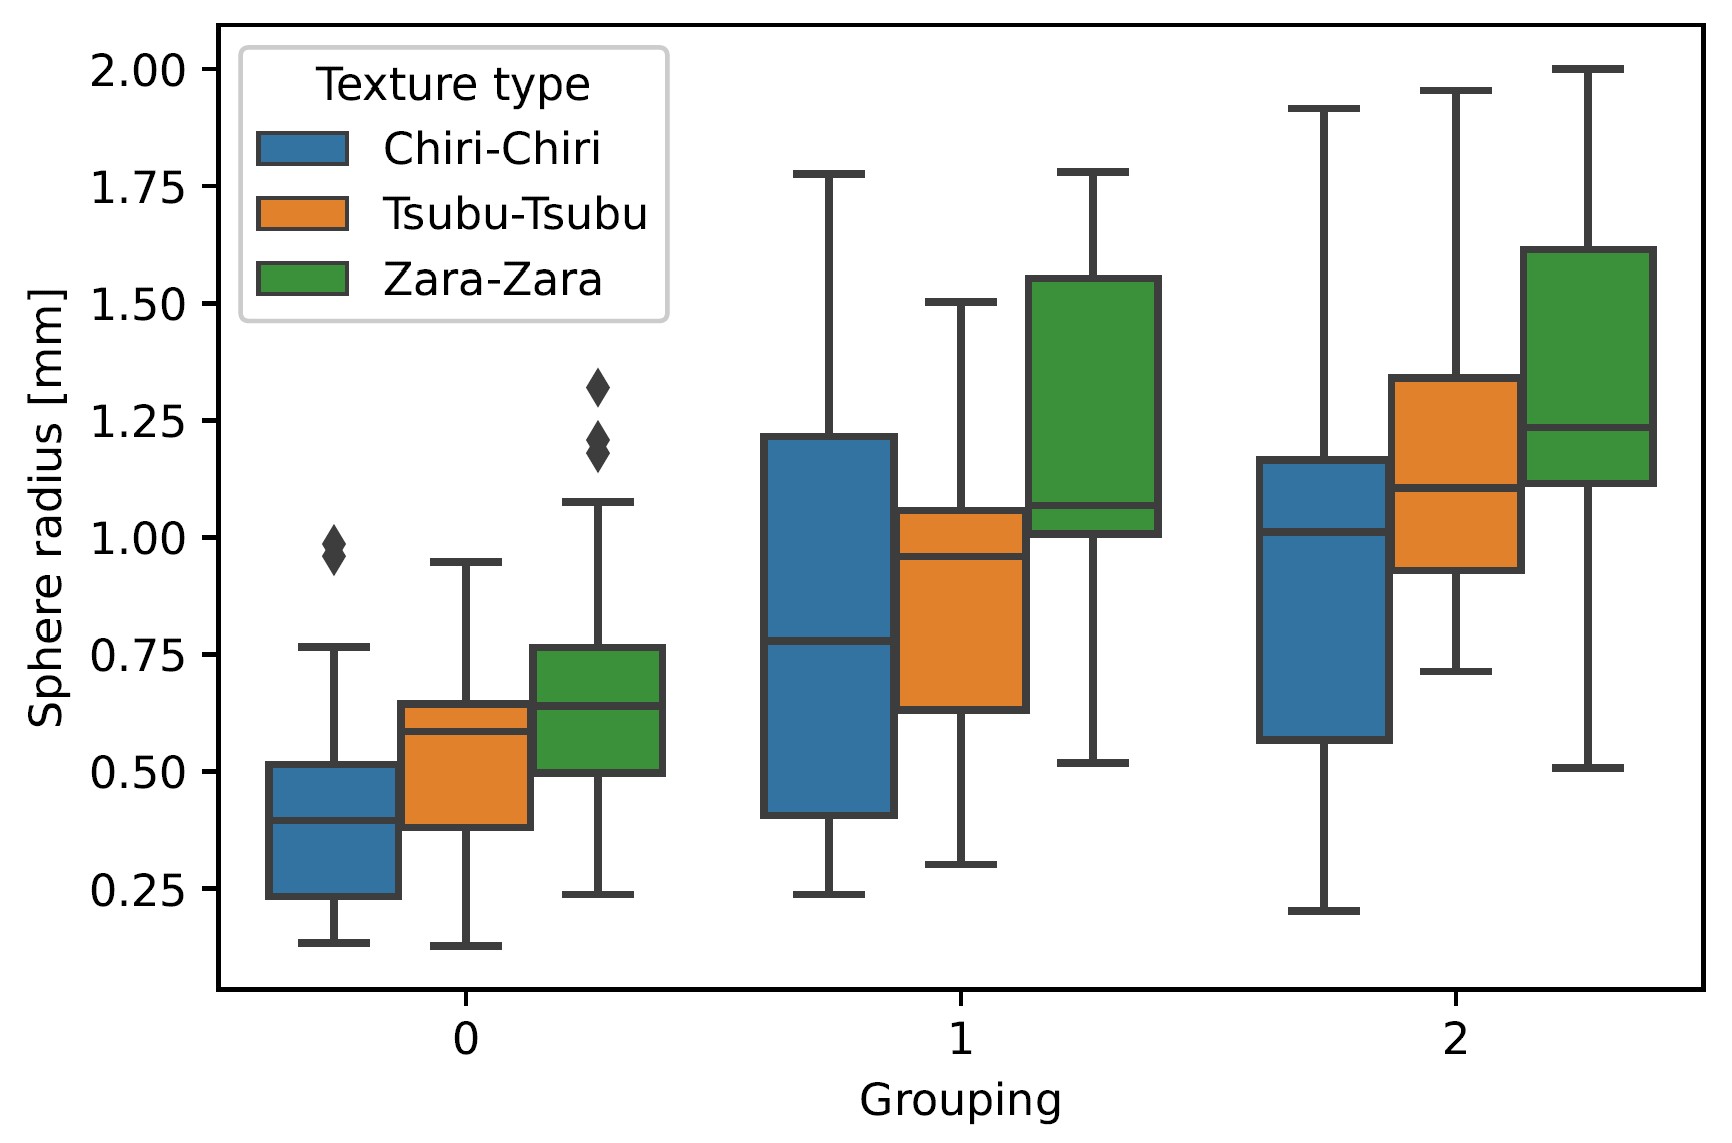 Texture type
Chiri-Chiri
Tsubu-Tsubu
Zara-Zara
2.00
1.75
1.50
1.25
1.00
0.75
0.50
0.25
Sphere radius [mm]
0 1 2
Grouping